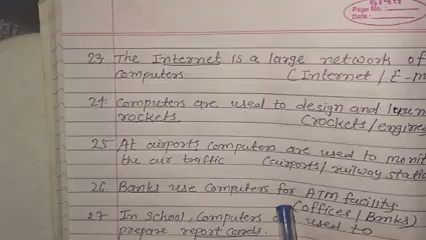 Page No.:
Date:
23 The Internet is a large network of
computers. (Internet / E-m
24 Computers are used to design and
rockets. (rockets/engines
25 At airports computers are used to monit
the air traffic (airports/ railway static
26 Banks use computers for ATM facility.
(offices / Banks)
27 In school, computers used to
prepare report cards.